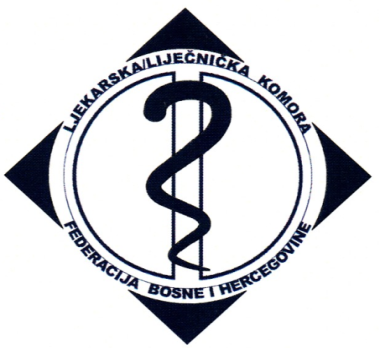 LJEKARSKA/LIJEČNIČKA KOMORA
FEDERACIJA BOSNE I HERCEGOVINE